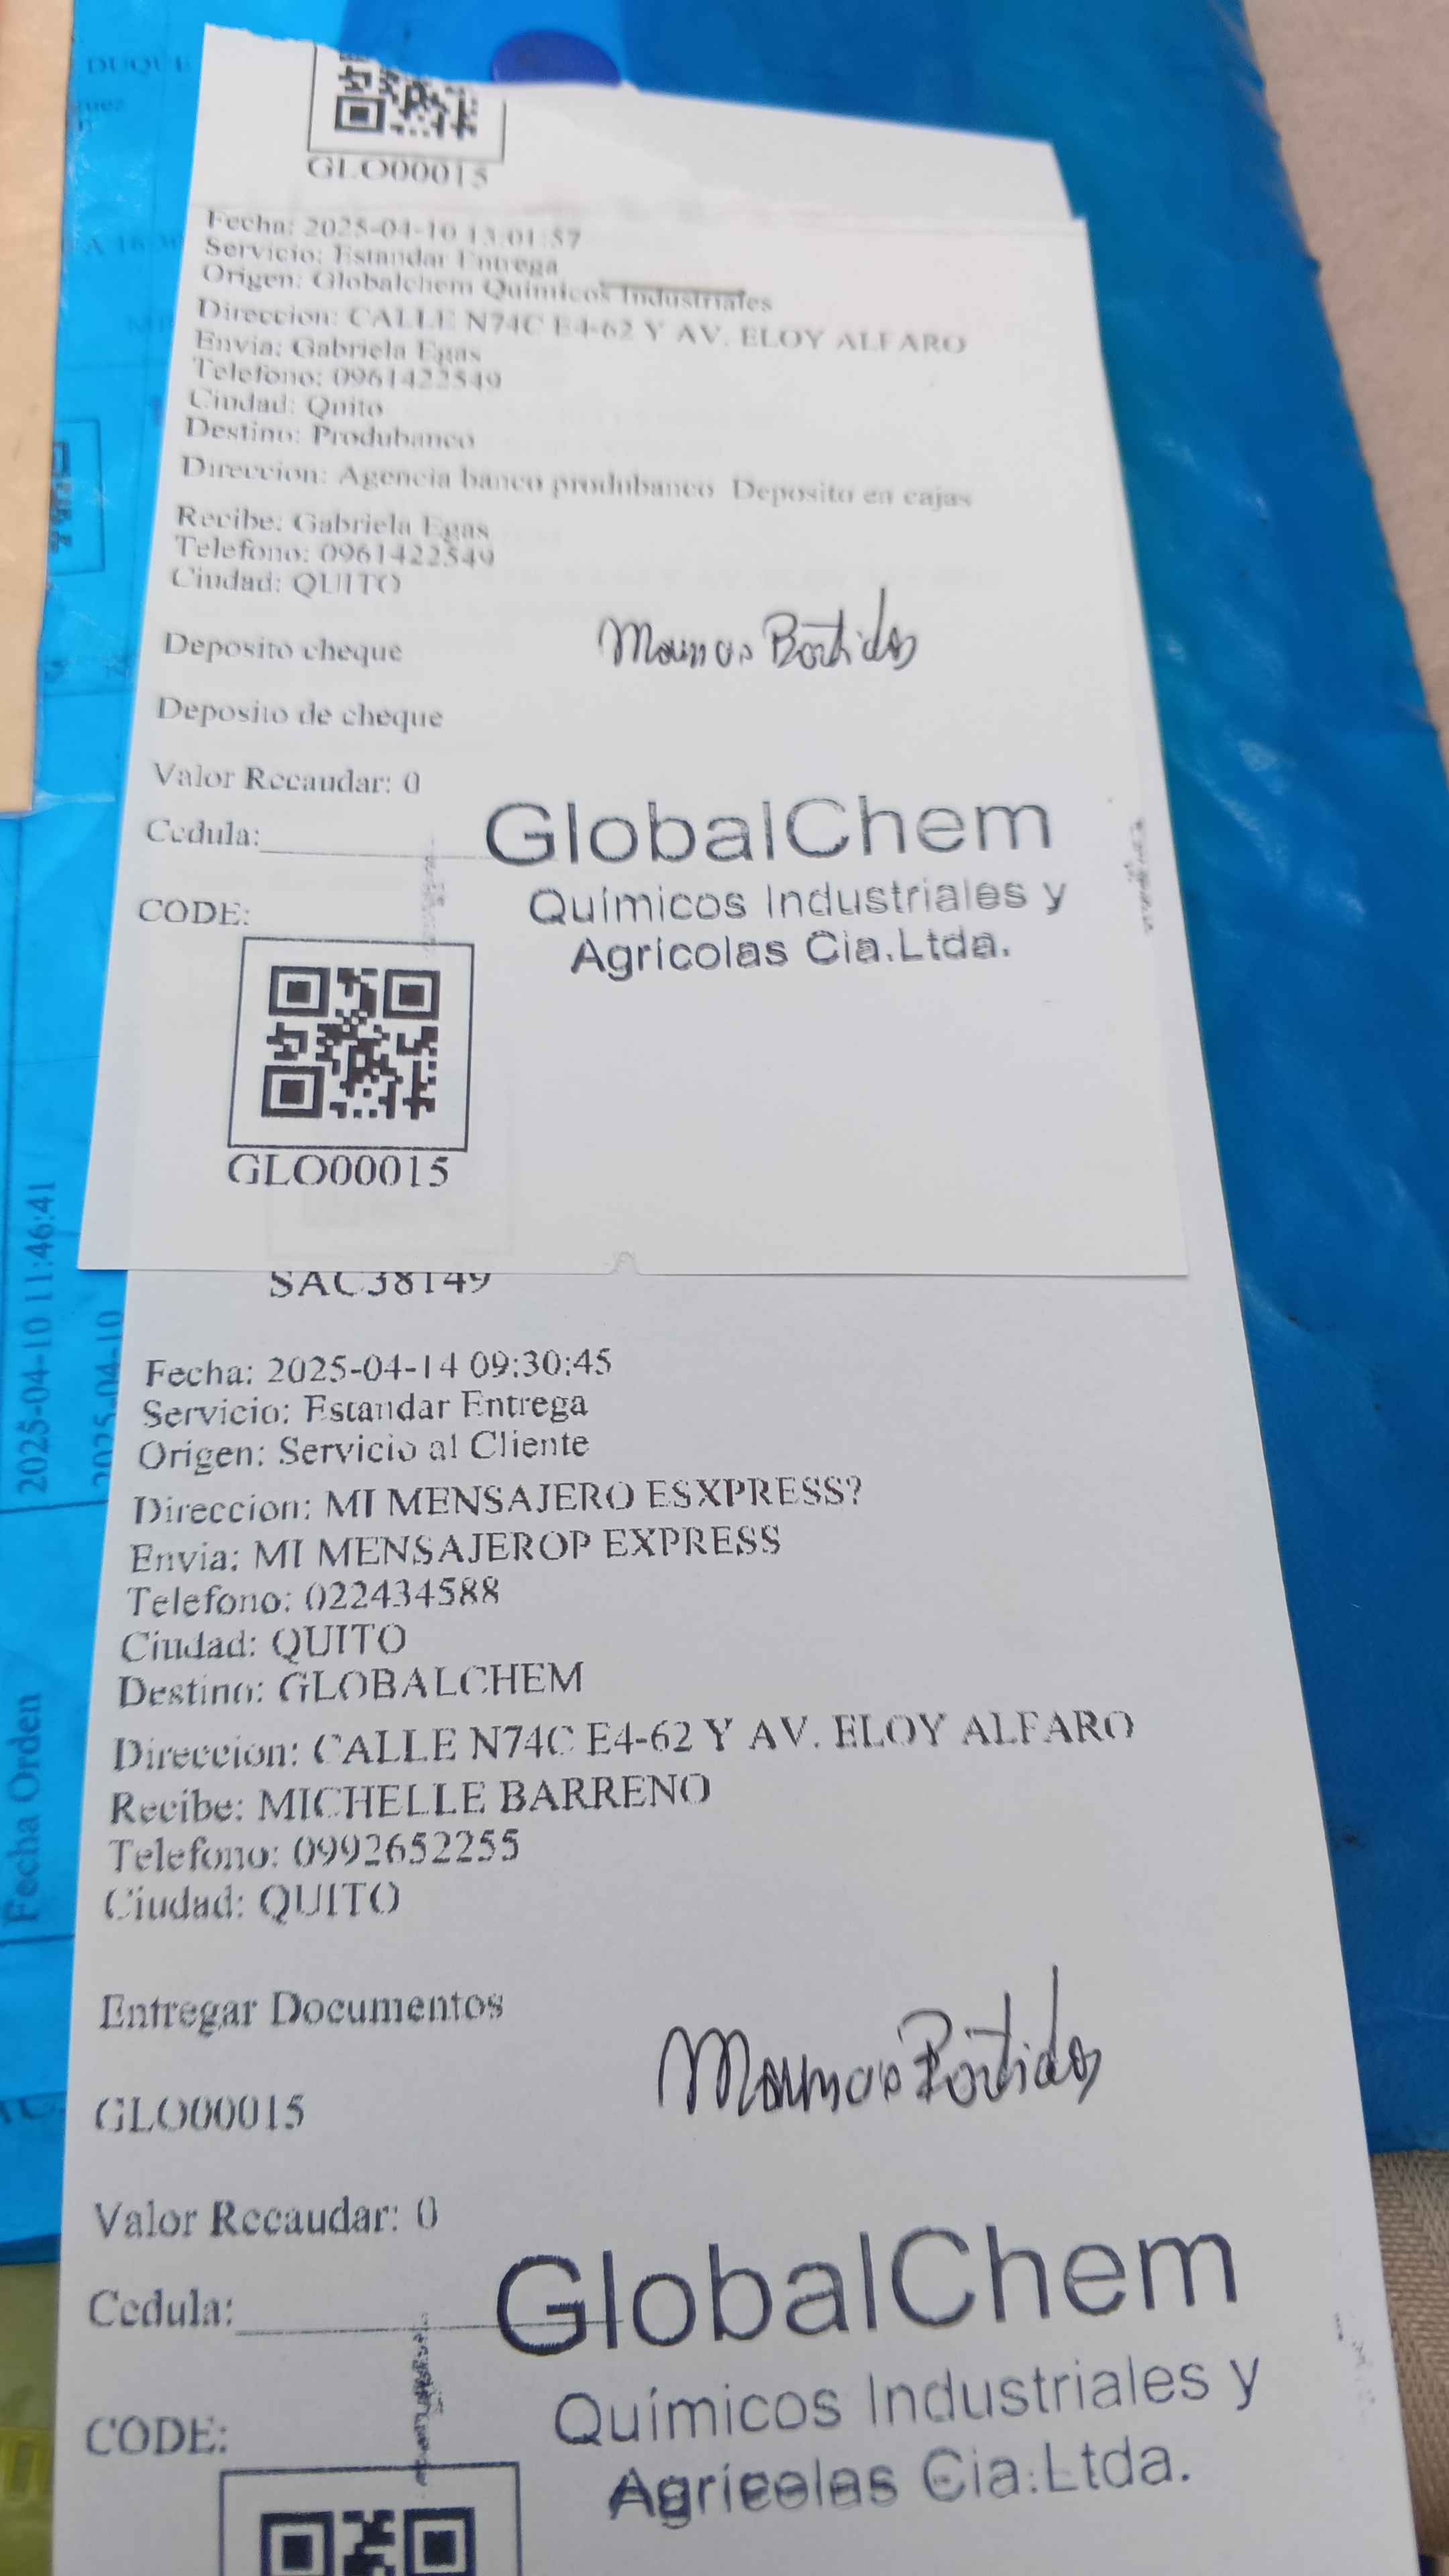 DUQUE
GLO00015
Fecha: 2025-04-10 13:01:57
Servicio: Estandar Entrega
Origen: Globalchem Quimicos Industriales
Direccion: CALLE N74C E4-62 Y AV. ELOY ALFARO
Envia: Gabriela Egas
Telefono: 0961422549
Ciudad: Quito
Destino: Produbanco
Direccion: Agencia banco produbanco Deposito en cajas
Recibe: Gabriela Egas
Telefono: 0961422549
Ciudad: QUITO
Deposito cheque
Deposito de cheque
Valor Recaudar: 0
Cedula:
GlobalChem
Químicos Industriales y
Agrícolas Cia.Ltda.
CODE:
GLO00015
SAC38149
Fecha: 2025-04-14 09:30:45
Servicio: Estandar Entrega
Origen: Servicio al Cliente
Direccion: MI MENSAJERO ESXPRESS?
Envia: MI MENSAJEROP EXPRESS
Telefono: 022434588
Ciudad: QUITO
Destino: GLOBALCHEM
Direccion: CALLE N74C E4-62 Y AV. ELOY ALFARO
Recibe: MICHELLE BARRENO
Telefono: 0992652255
Ciudad: QUITO
Entregar Documentos
GLO00015
Valor Recaudar: 0
Cedula:
GlobalChem
Químicos Industriales y
Agrícolas Cia.Ltda.
CODE:
Fecha Orden
2025-04-10 11:46:41
2025-04-10